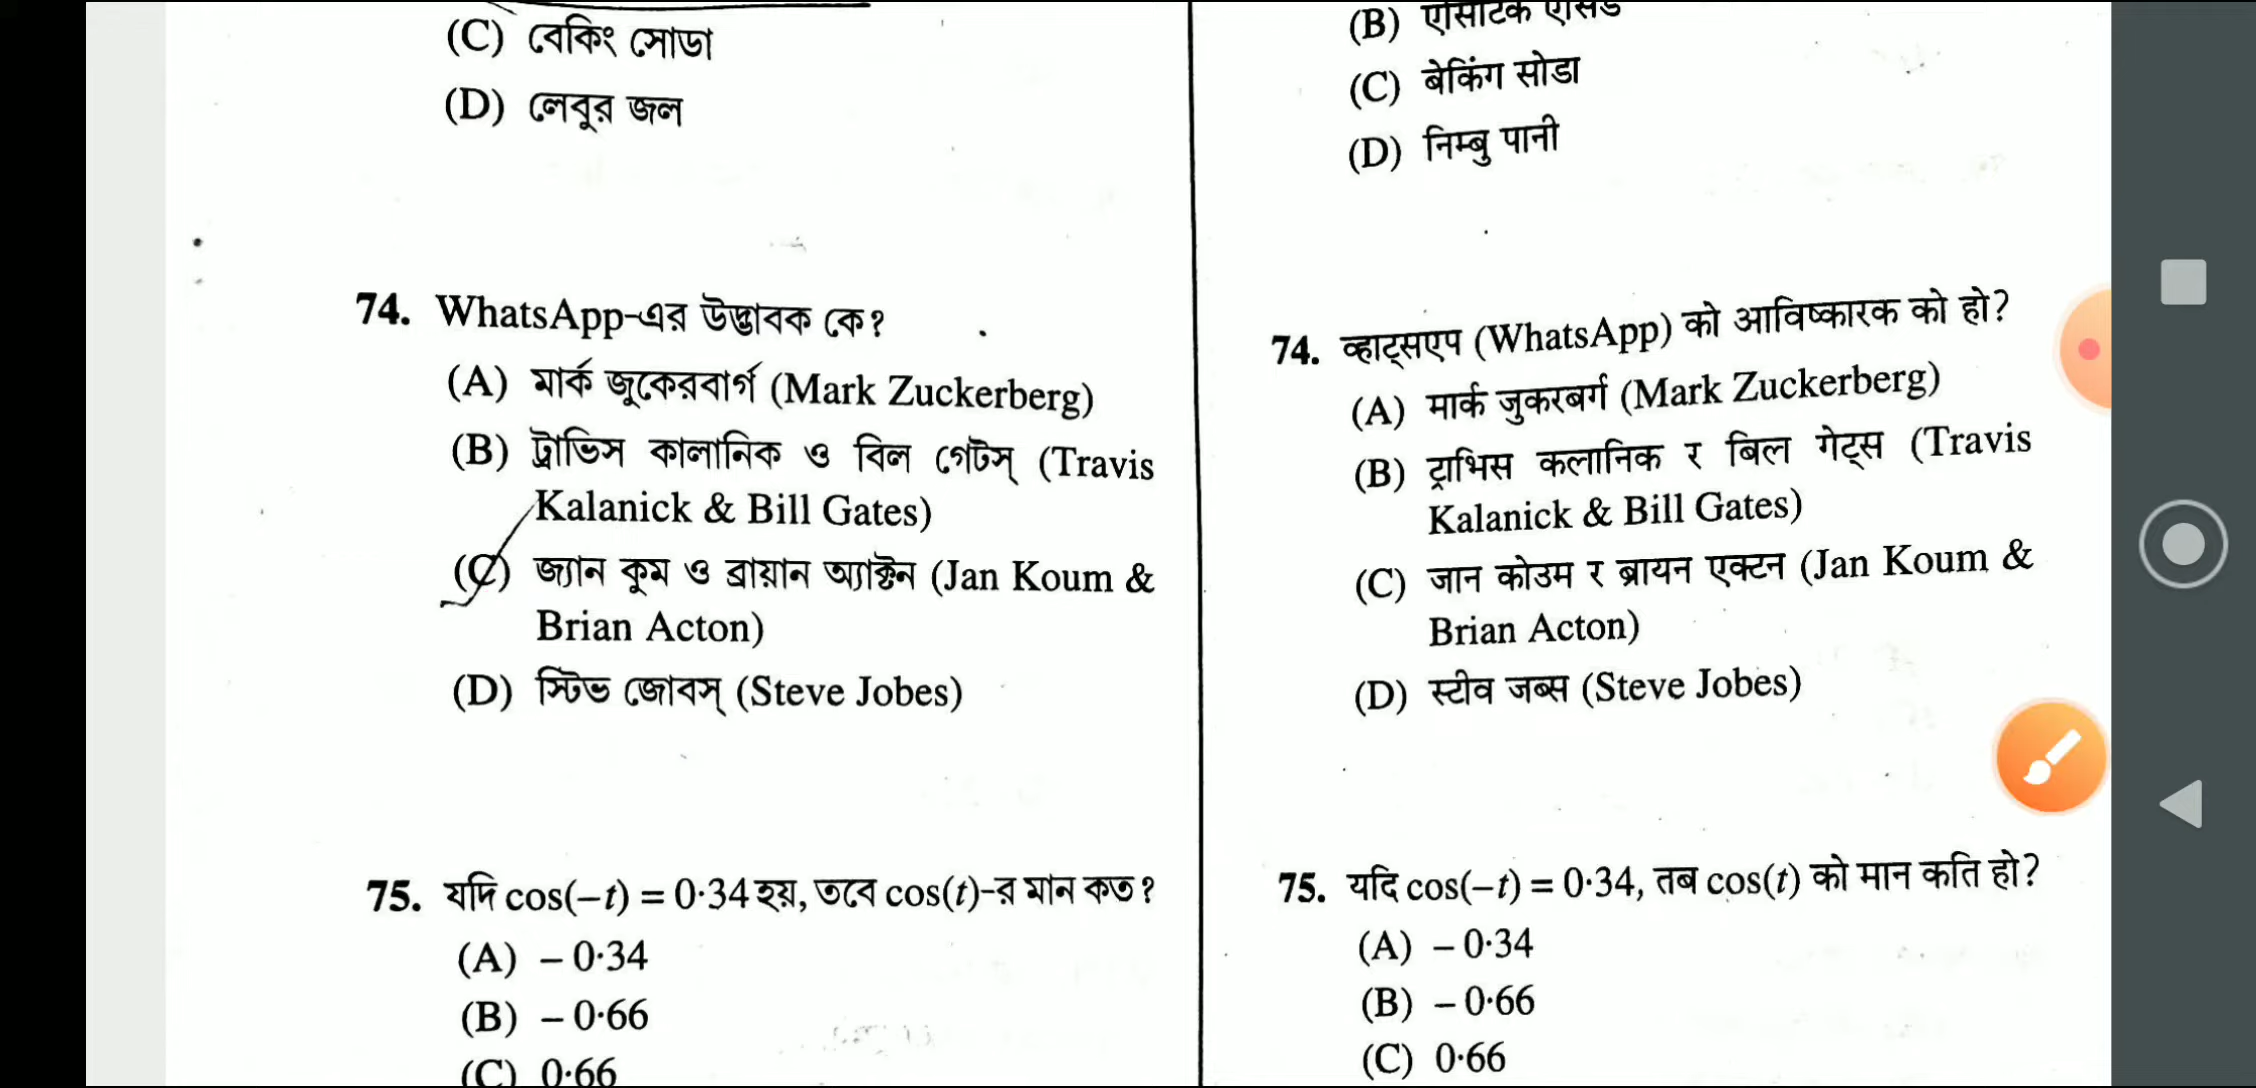 (C) বেকিং সোডা
(D) লেবুর জল
74. WhatsApp-এর উদ্ভাবক কে?
(A) মার্ক জুকেরবার্গ (Mark Zuckerberg)
(B) ট্রাভিস কালানিক ও বিল গেটস্ (Travis
Kalanick & Bill Gates)
(C) জ্যান কুম ও ব্রায়ান অ্যাক্টন (Jan Koum &
Brian Acton)
(D) স্টিভ জোবস্ (Steve Jobes)
75. যদি cos(–t) = 0·34 হয়, তবে cos(t)-র মান কত?
(A) – 0·34
(B) – 0·66
(C) 0·66
(B) एसिटिक एसिड
(C) बेकिंग सोडा
(D) निम्बु पानी
74. व्हाट्सएप (WhatsApp) को आविष्कारक को हो?
(A) मार्क जुकरबर्ग (Mark Zuckerberg)
(B) ट्राभिस कलानिक र बिल गेट्स (Travis
Kalanick & Bill Gates)
(C) जान कोउम र ब्रायन एक्टन (Jan Koum &
Brian Acton)
(D) स्टीव जब्स (Steve Jobes)
75. यदि cos(–t) = 0·34, तब cos(t) को मान कति हो?
(A) – 0·34
(B) – 0·66
(C) 0·66